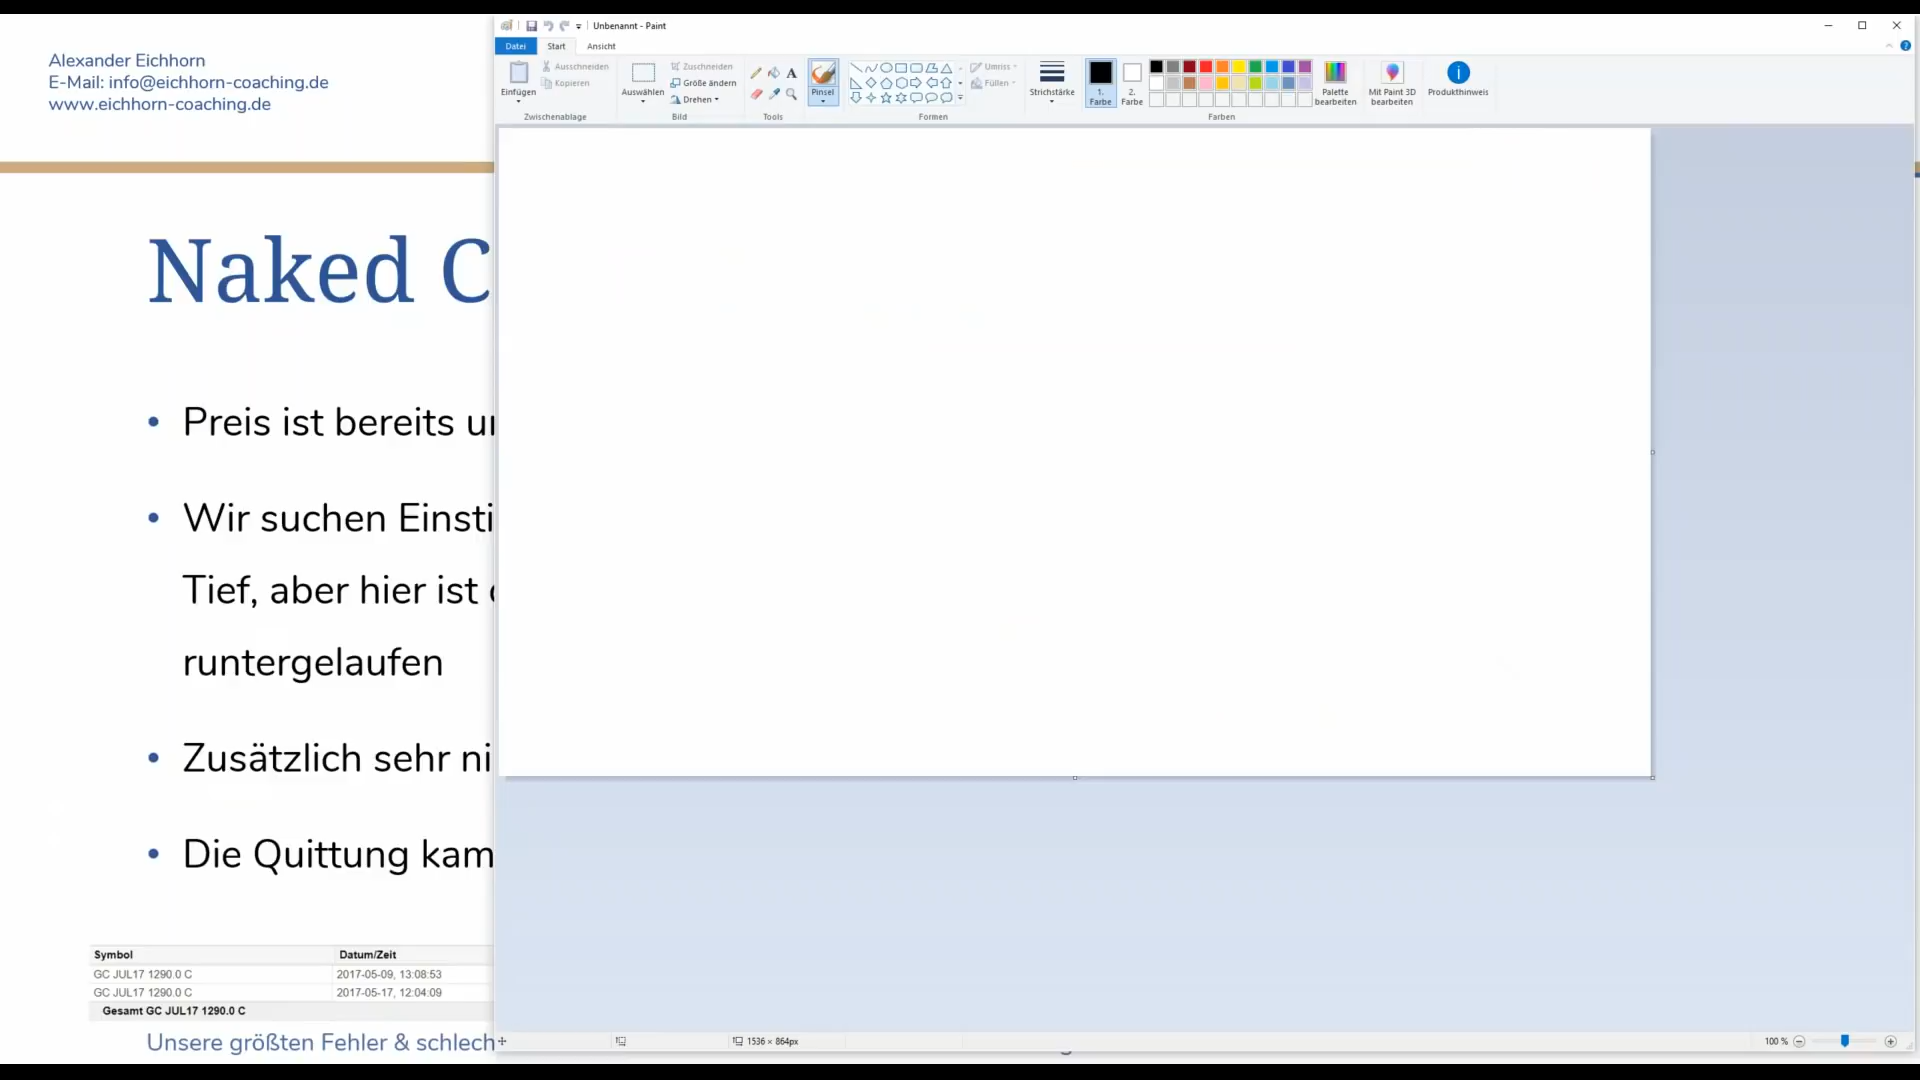 Alexander Eichhorn
E-Mail: info@eichhorn-coaching.de
www.eichhorn-coaching.de
Naked C
• Preis ist bereits
• Wir suchen
Tief, aber hier ist
runtergelaufen
• Zusätzlich sehr
• Die Quittung kam
Symbol Datum/Zeit
GC JUL17 1290.0 C 2017-05-09, 13:08:53
GC JUL17 1290.0 C 2017-05-17, 12:04:09
Gesamt GC JUL17 1290.0 C
Unsere größten Fehler &
Unbenannt - Paint
Datei Start Ansicht
Einfügen
Ausschneiden
Kopieren
Zwischenablage
Auswählen
Zuschneiden
Größe ändern
Drehen
Bild
A
Tools
Pinsel
Formen
Umriss
Füllen
Strichstärke
1. Farbe
2. Farbe
Farben
Palette bearbeiten
Mit Paint 3D bearbeiten
Produkthinweis
1536 × 864px
100 %